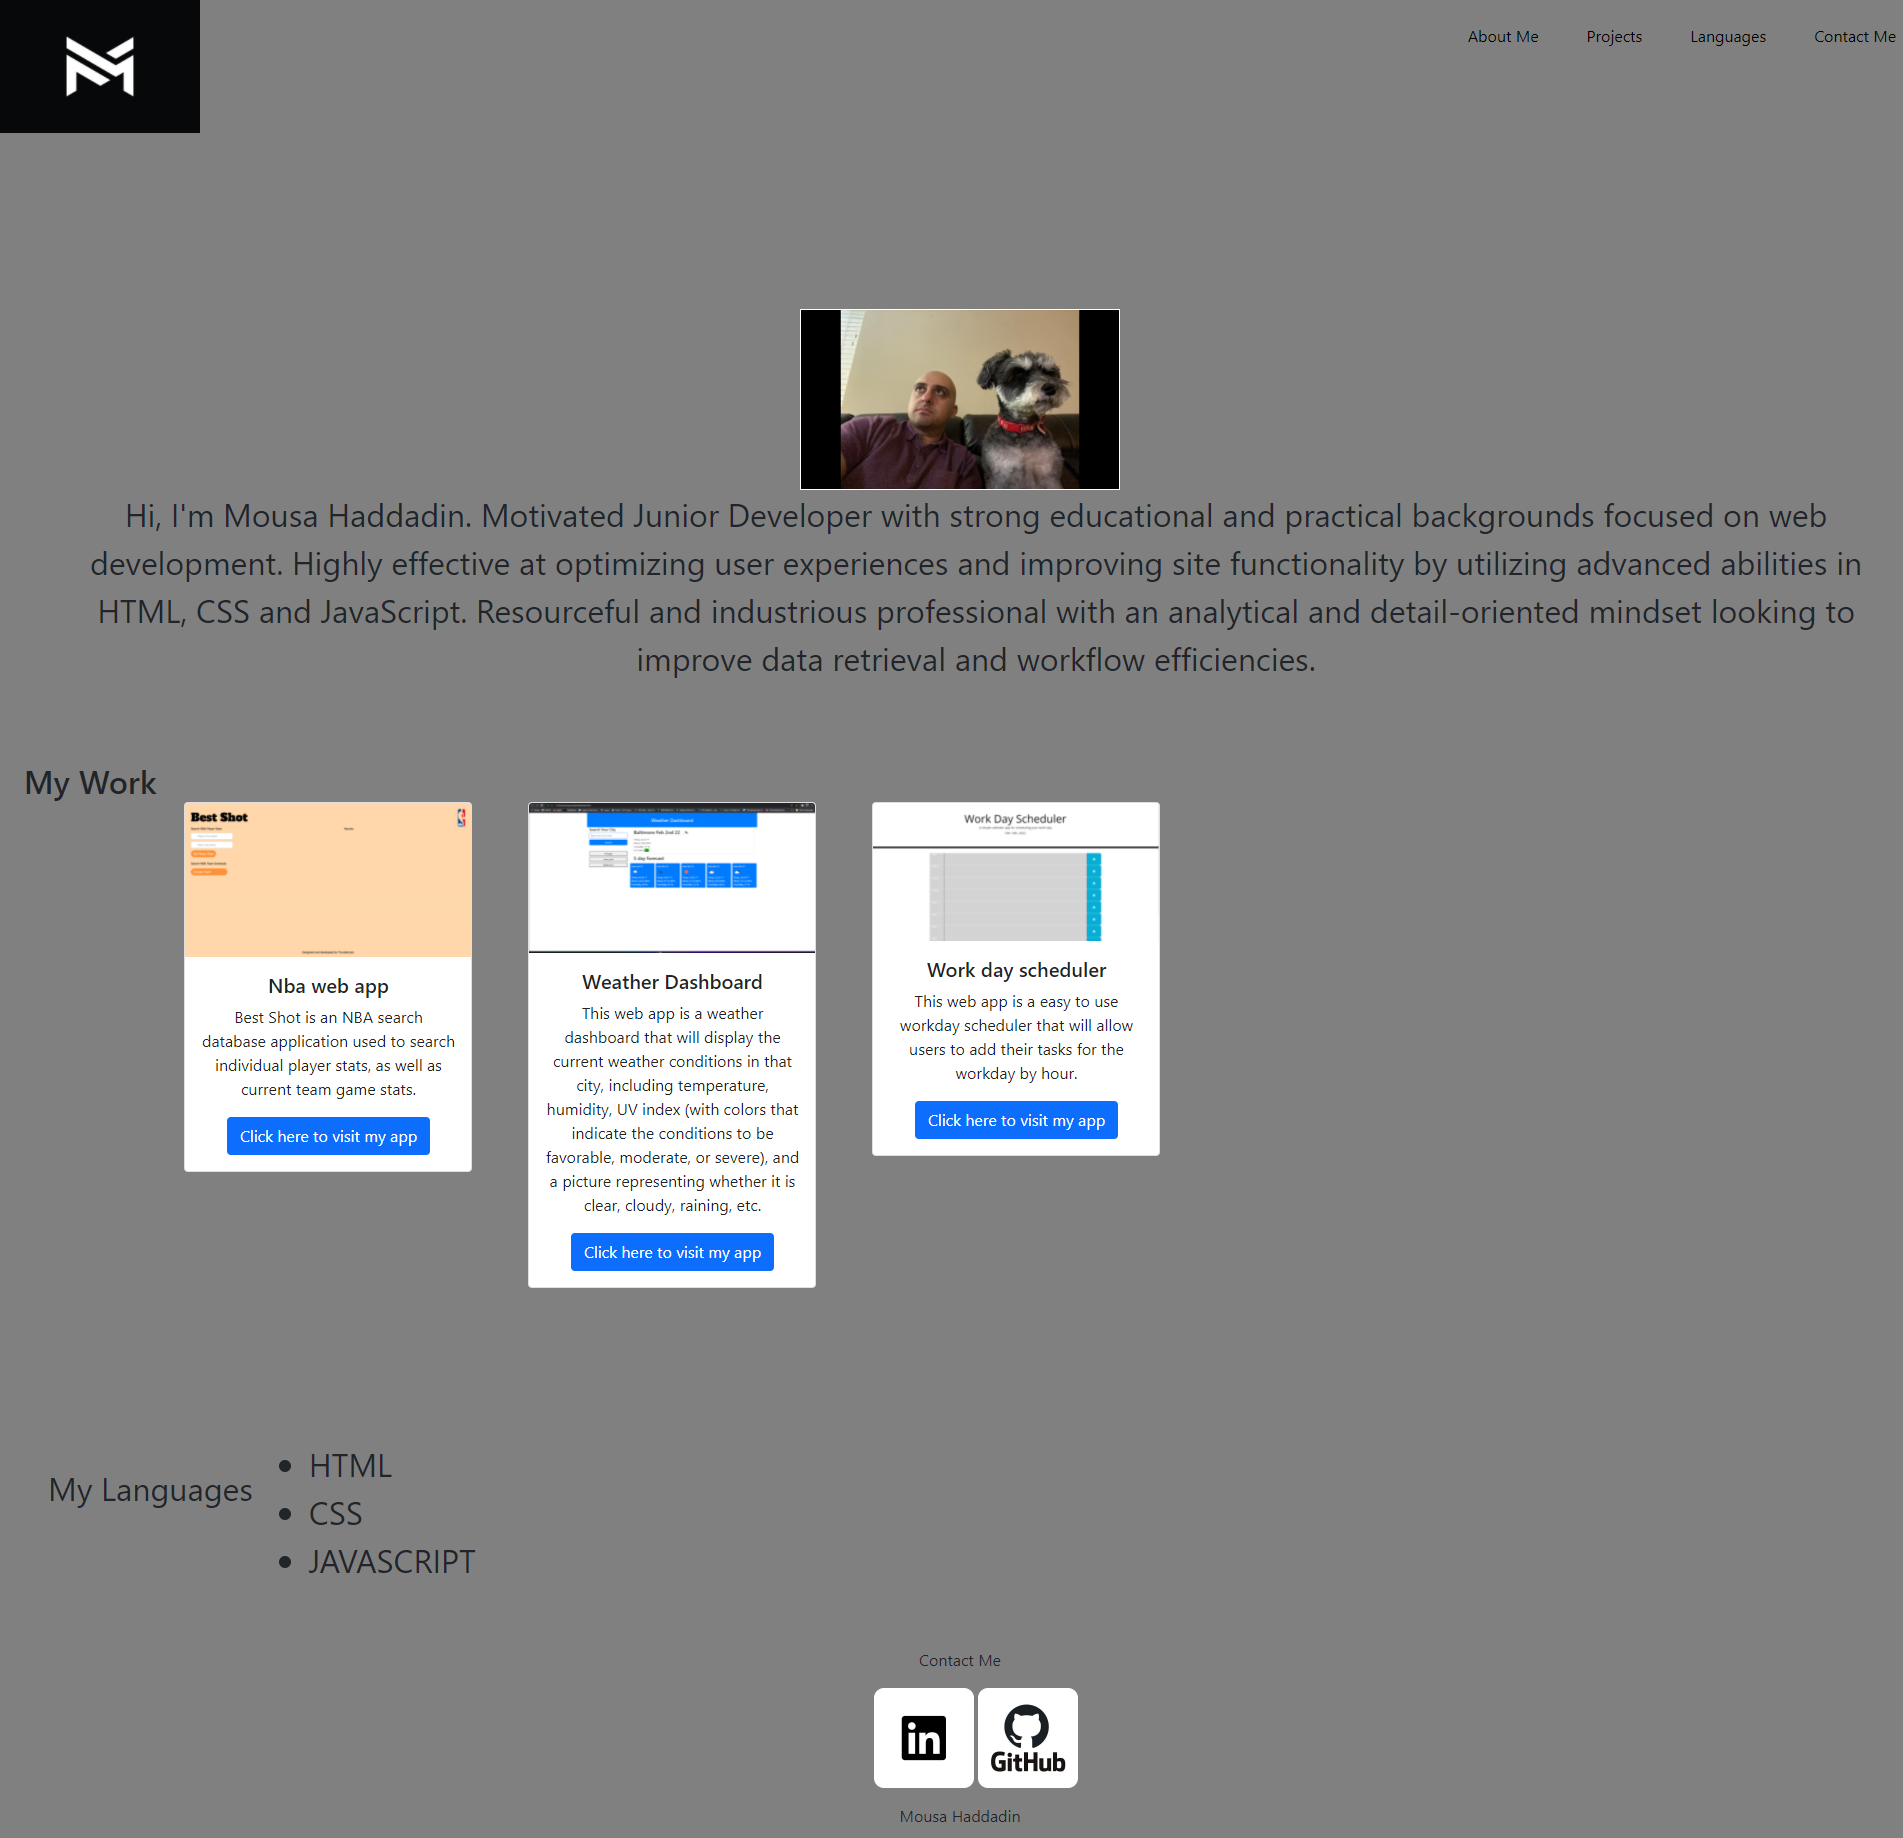 About Me
Projects
Languages
Contact Me
Hi, I'm Mousa Haddadin. Motivated Junior Developer with strong educational and practical backgrounds focused on web
development. Highly effective at optimizing user experiences and improving site functionality by utilizing advanced abilities in
HTML, CSS and JavaScript. Resourceful and industrious professional with an analytical and detail-oriented mindset looking to
improve data retrieval and workflow efficiencies.
My Work
Best Shot
Nba web app
Best Shot is an NBA search
database application used to search
individual player stats, as well as
current team game stats.
Click here to visit my app
Weather Dashboard
Baltimore Feb 2nd 22
5 day forecast
Weather Dashboard
This web app is a weather
dashboard that will display the
current weather conditions in that
city, including temperature,
humidity, UV index (with colors that
indicate the conditions to be
favorable, moderate, or severe), and
a picture representing whether it is
clear, cloudy, raining, etc.
Click here to visit my app
Work Day Scheduler
Work day scheduler
This web app is a easy to use
workday scheduler that will allow
users to add their tasks for the
workday by hour.
Click here to visit my app
My Languages
HTML
CSS
JAVASCRIPT
Contact Me
in
GitHub
Mousa Haddadin